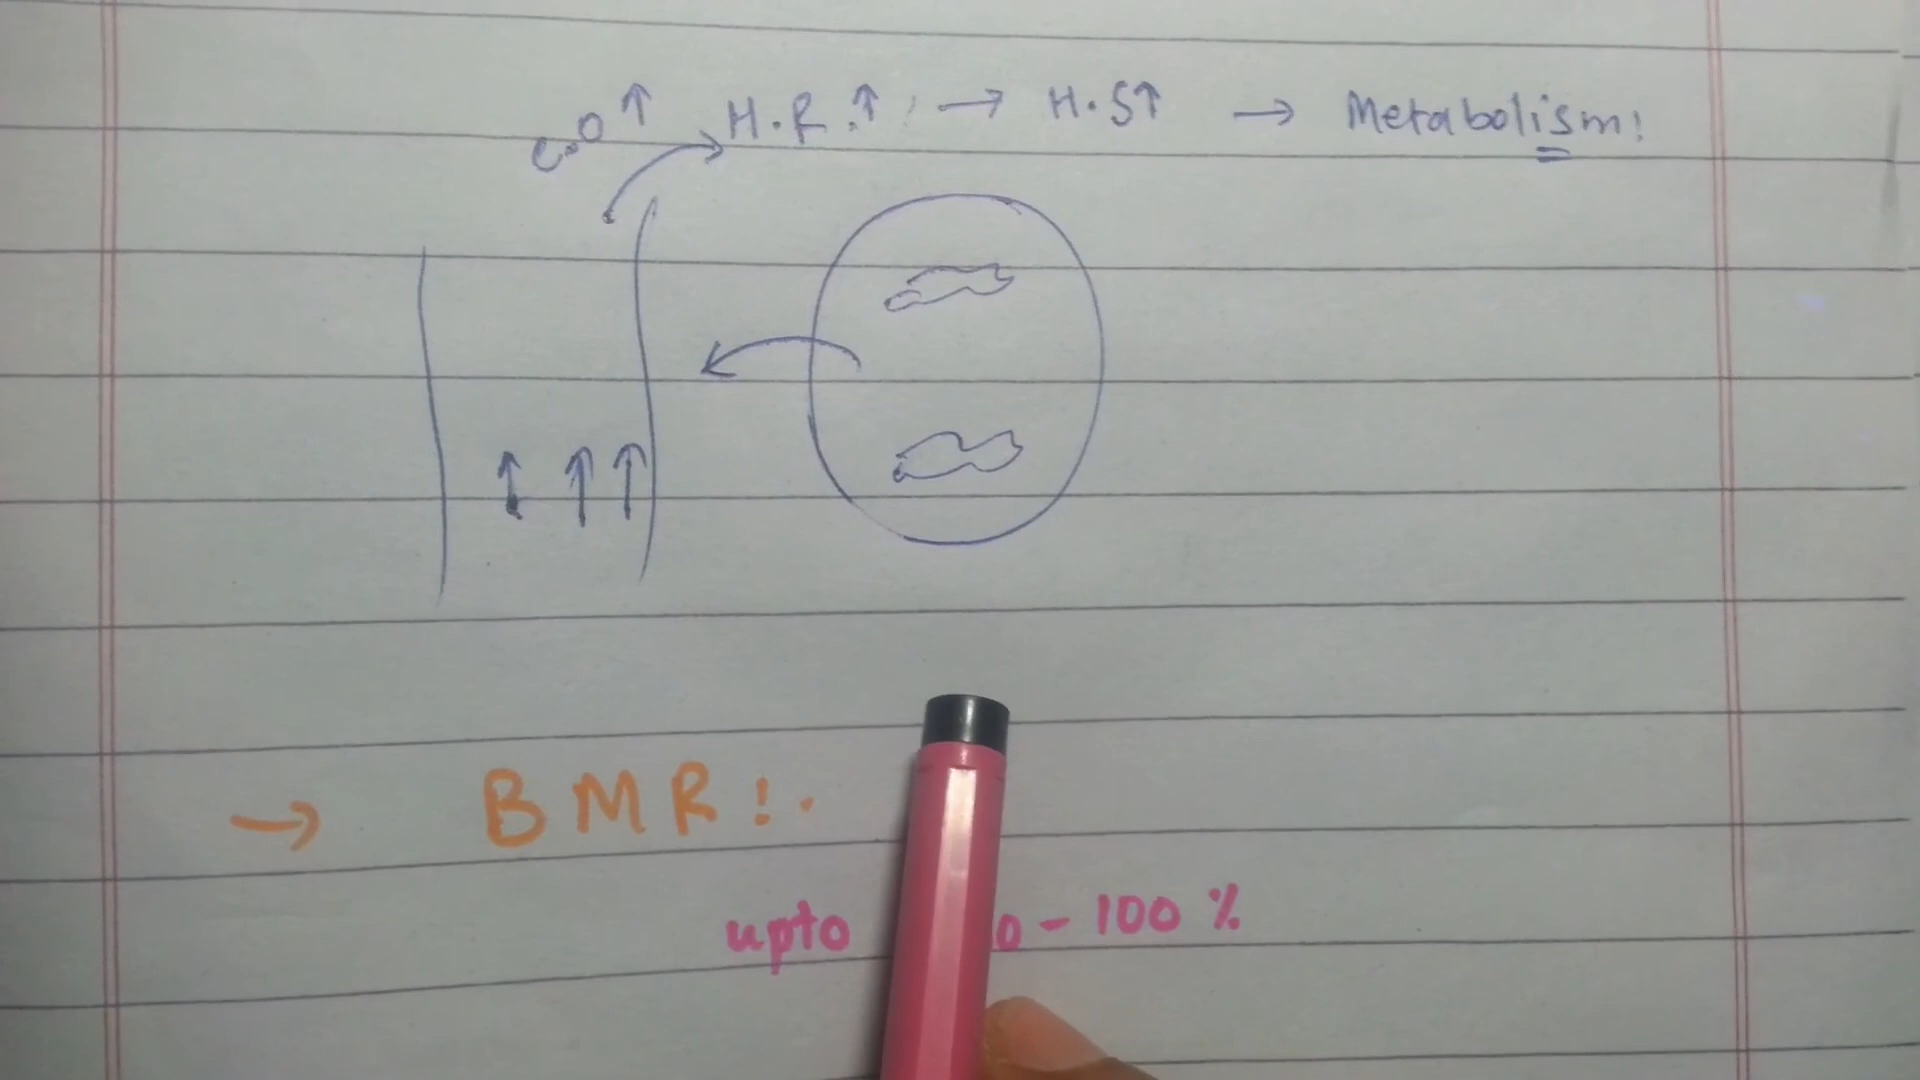 C.O↑ H.R.↑ → H.S↑ → Metabolism!
↑ ↑↑
→ BMR!.
upto 0 - 100 %